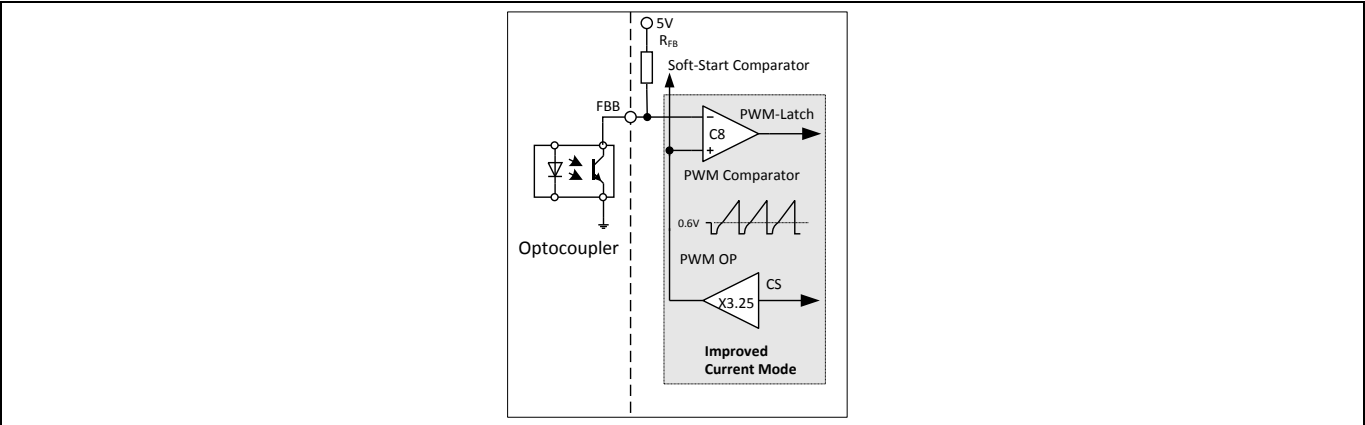 5V
RFB
Soft-Start Comparator
FBB
PWM-Latch
−
C8
+
PWM Comparator
0.6V
Optocoupler
PWM OP
CS
X3.25
Improved
Current Mode